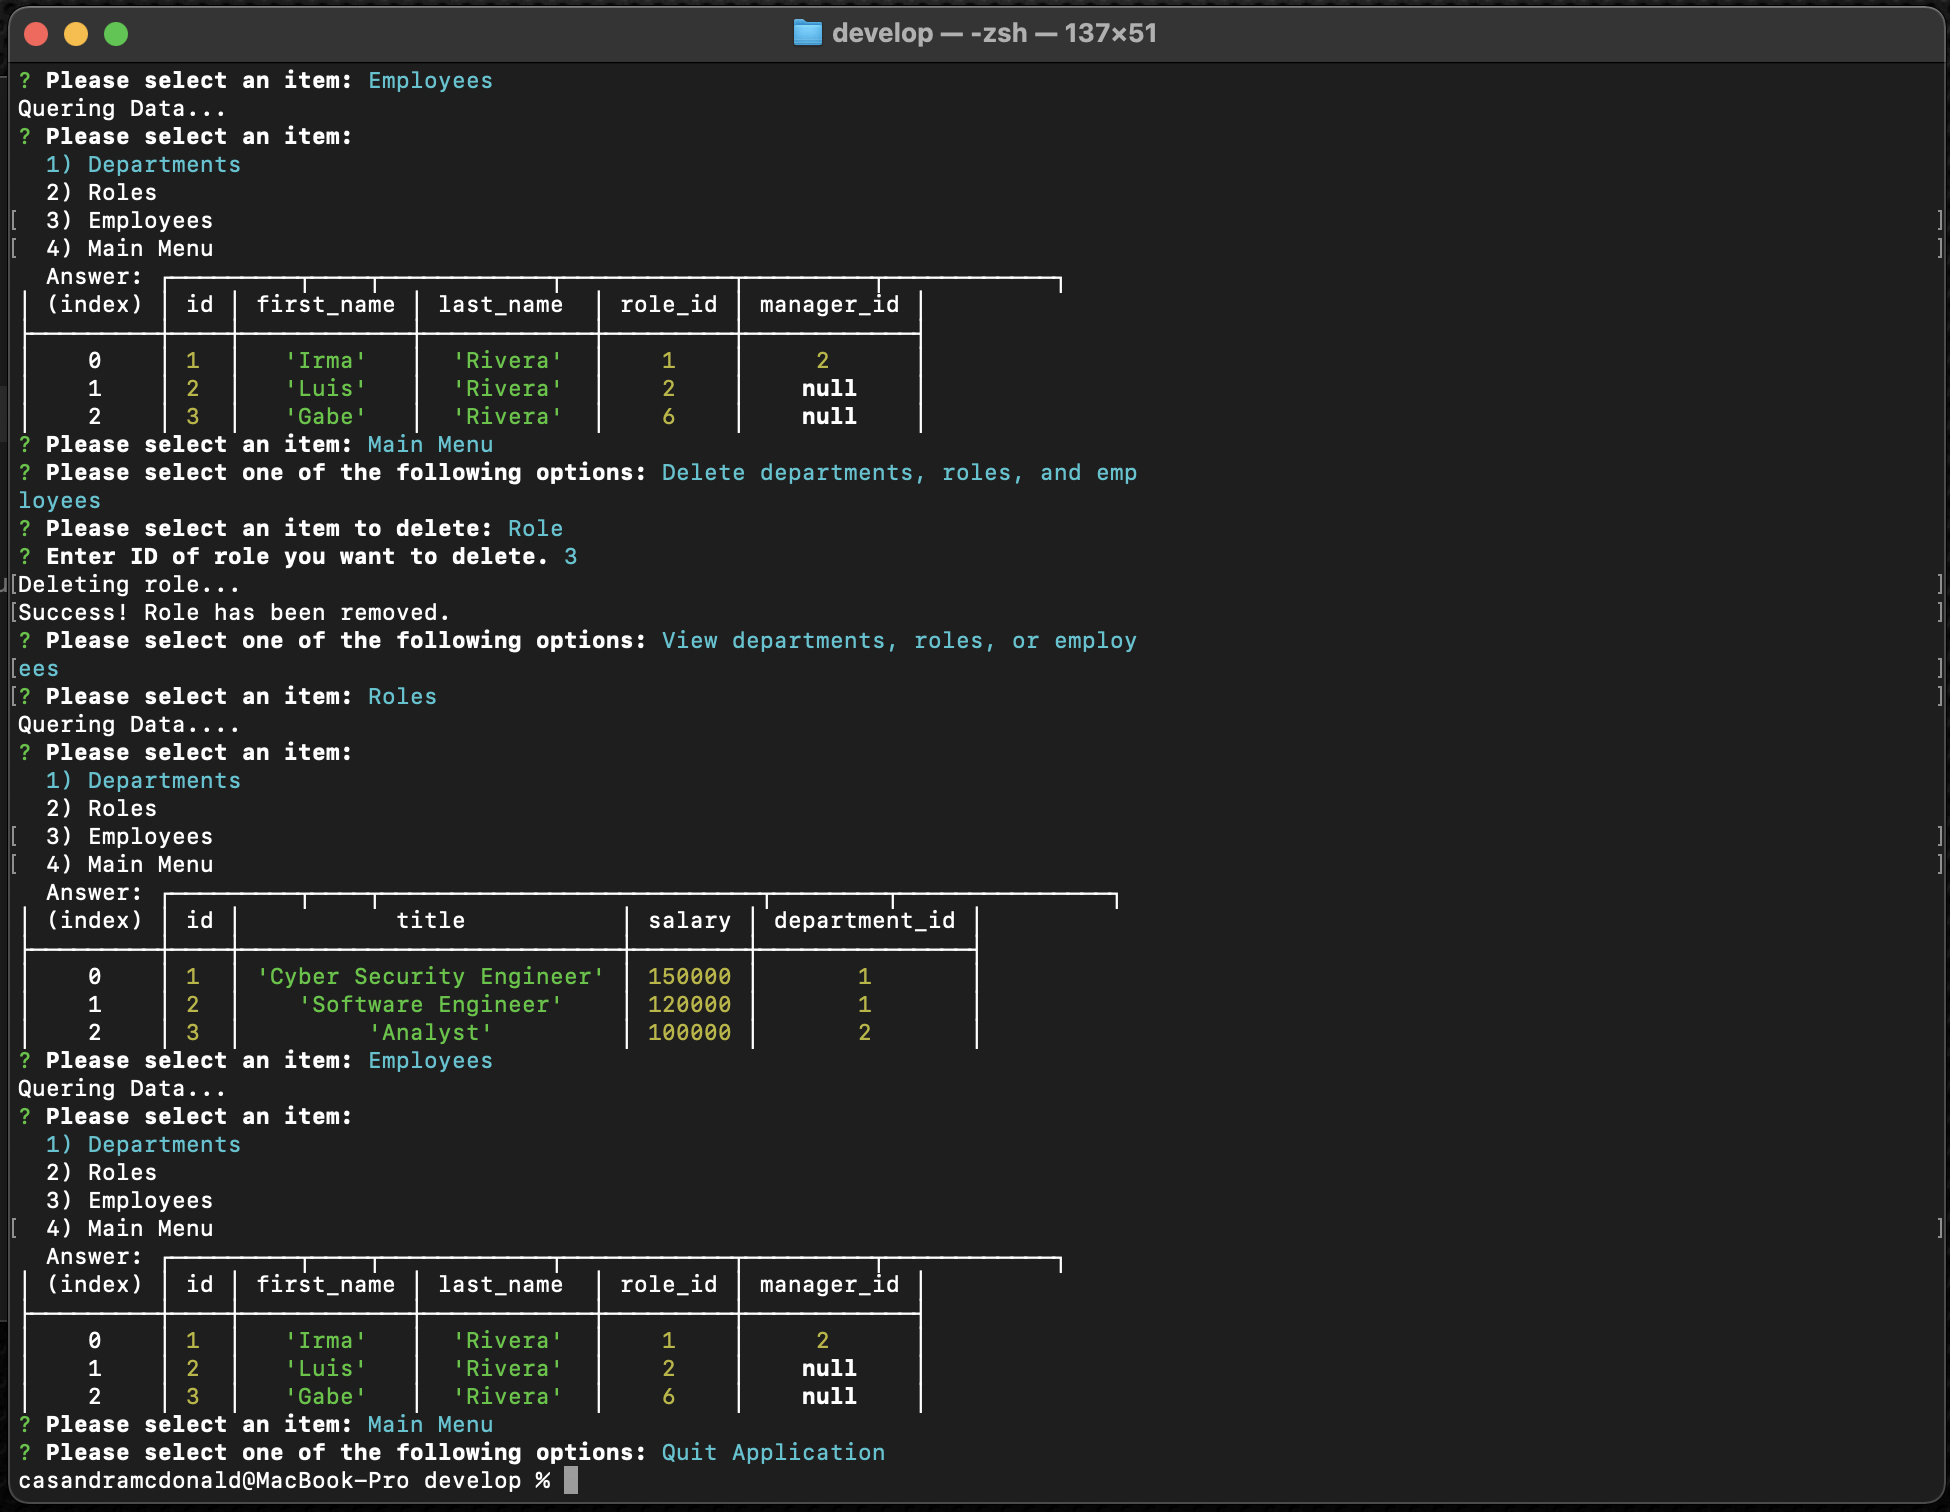 develop — -zsh — 137×51
? Please select an item: Employees
Quering Data...
? Please select an item:
1) Departments
2) Roles
[ 3) Employees ]
[ 4) Main Menu ]
Answer:
(index) id first_name last_name role_id manager_id
0 1 'Irma' 'Rivera' 1 2
1 2 'Luis' 'Rivera' 2 null
2 3 'Gabe' 'Rivera' 6 null
? Please select an item: Main Menu
? Please select one of the following options: Delete departments, roles, and emp
loyees
? Please select an item to delete: Role
? Enter ID of role you want to delete. 3
[Deleting role... ]
[Success! Role has been removed. ]
? Please select one of the following options: View departments, roles, or employ
[ees ]
[? Please select an item: Roles ]
Quering Data....
? Please select an item:
1) Departments
2) Roles
[ 3) Employees ]
[ 4) Main Menu ]
Answer:
(index) id title salary department_id
0 1 'Cyber Security Engineer' 150000 1
1 2 'Software Engineer' 120000 1
2 3 'Analyst' 100000 2
? Please select an item: Employees
Quering Data...
? Please select an item:
1) Departments
2) Roles
3) Employees
[ 4) Main Menu ]
Answer:
(index) id first_name last_name role_id manager_id
0 1 'Irma' 'Rivera' 1 2
1 2 'Luis' 'Rivera' 2 null
2 3 'Gabe' 'Rivera' 6 null
? Please select an item: Main Menu
? Please select one of the following options: Quit Application
casandramcdonald@MacBook-Pro develop %